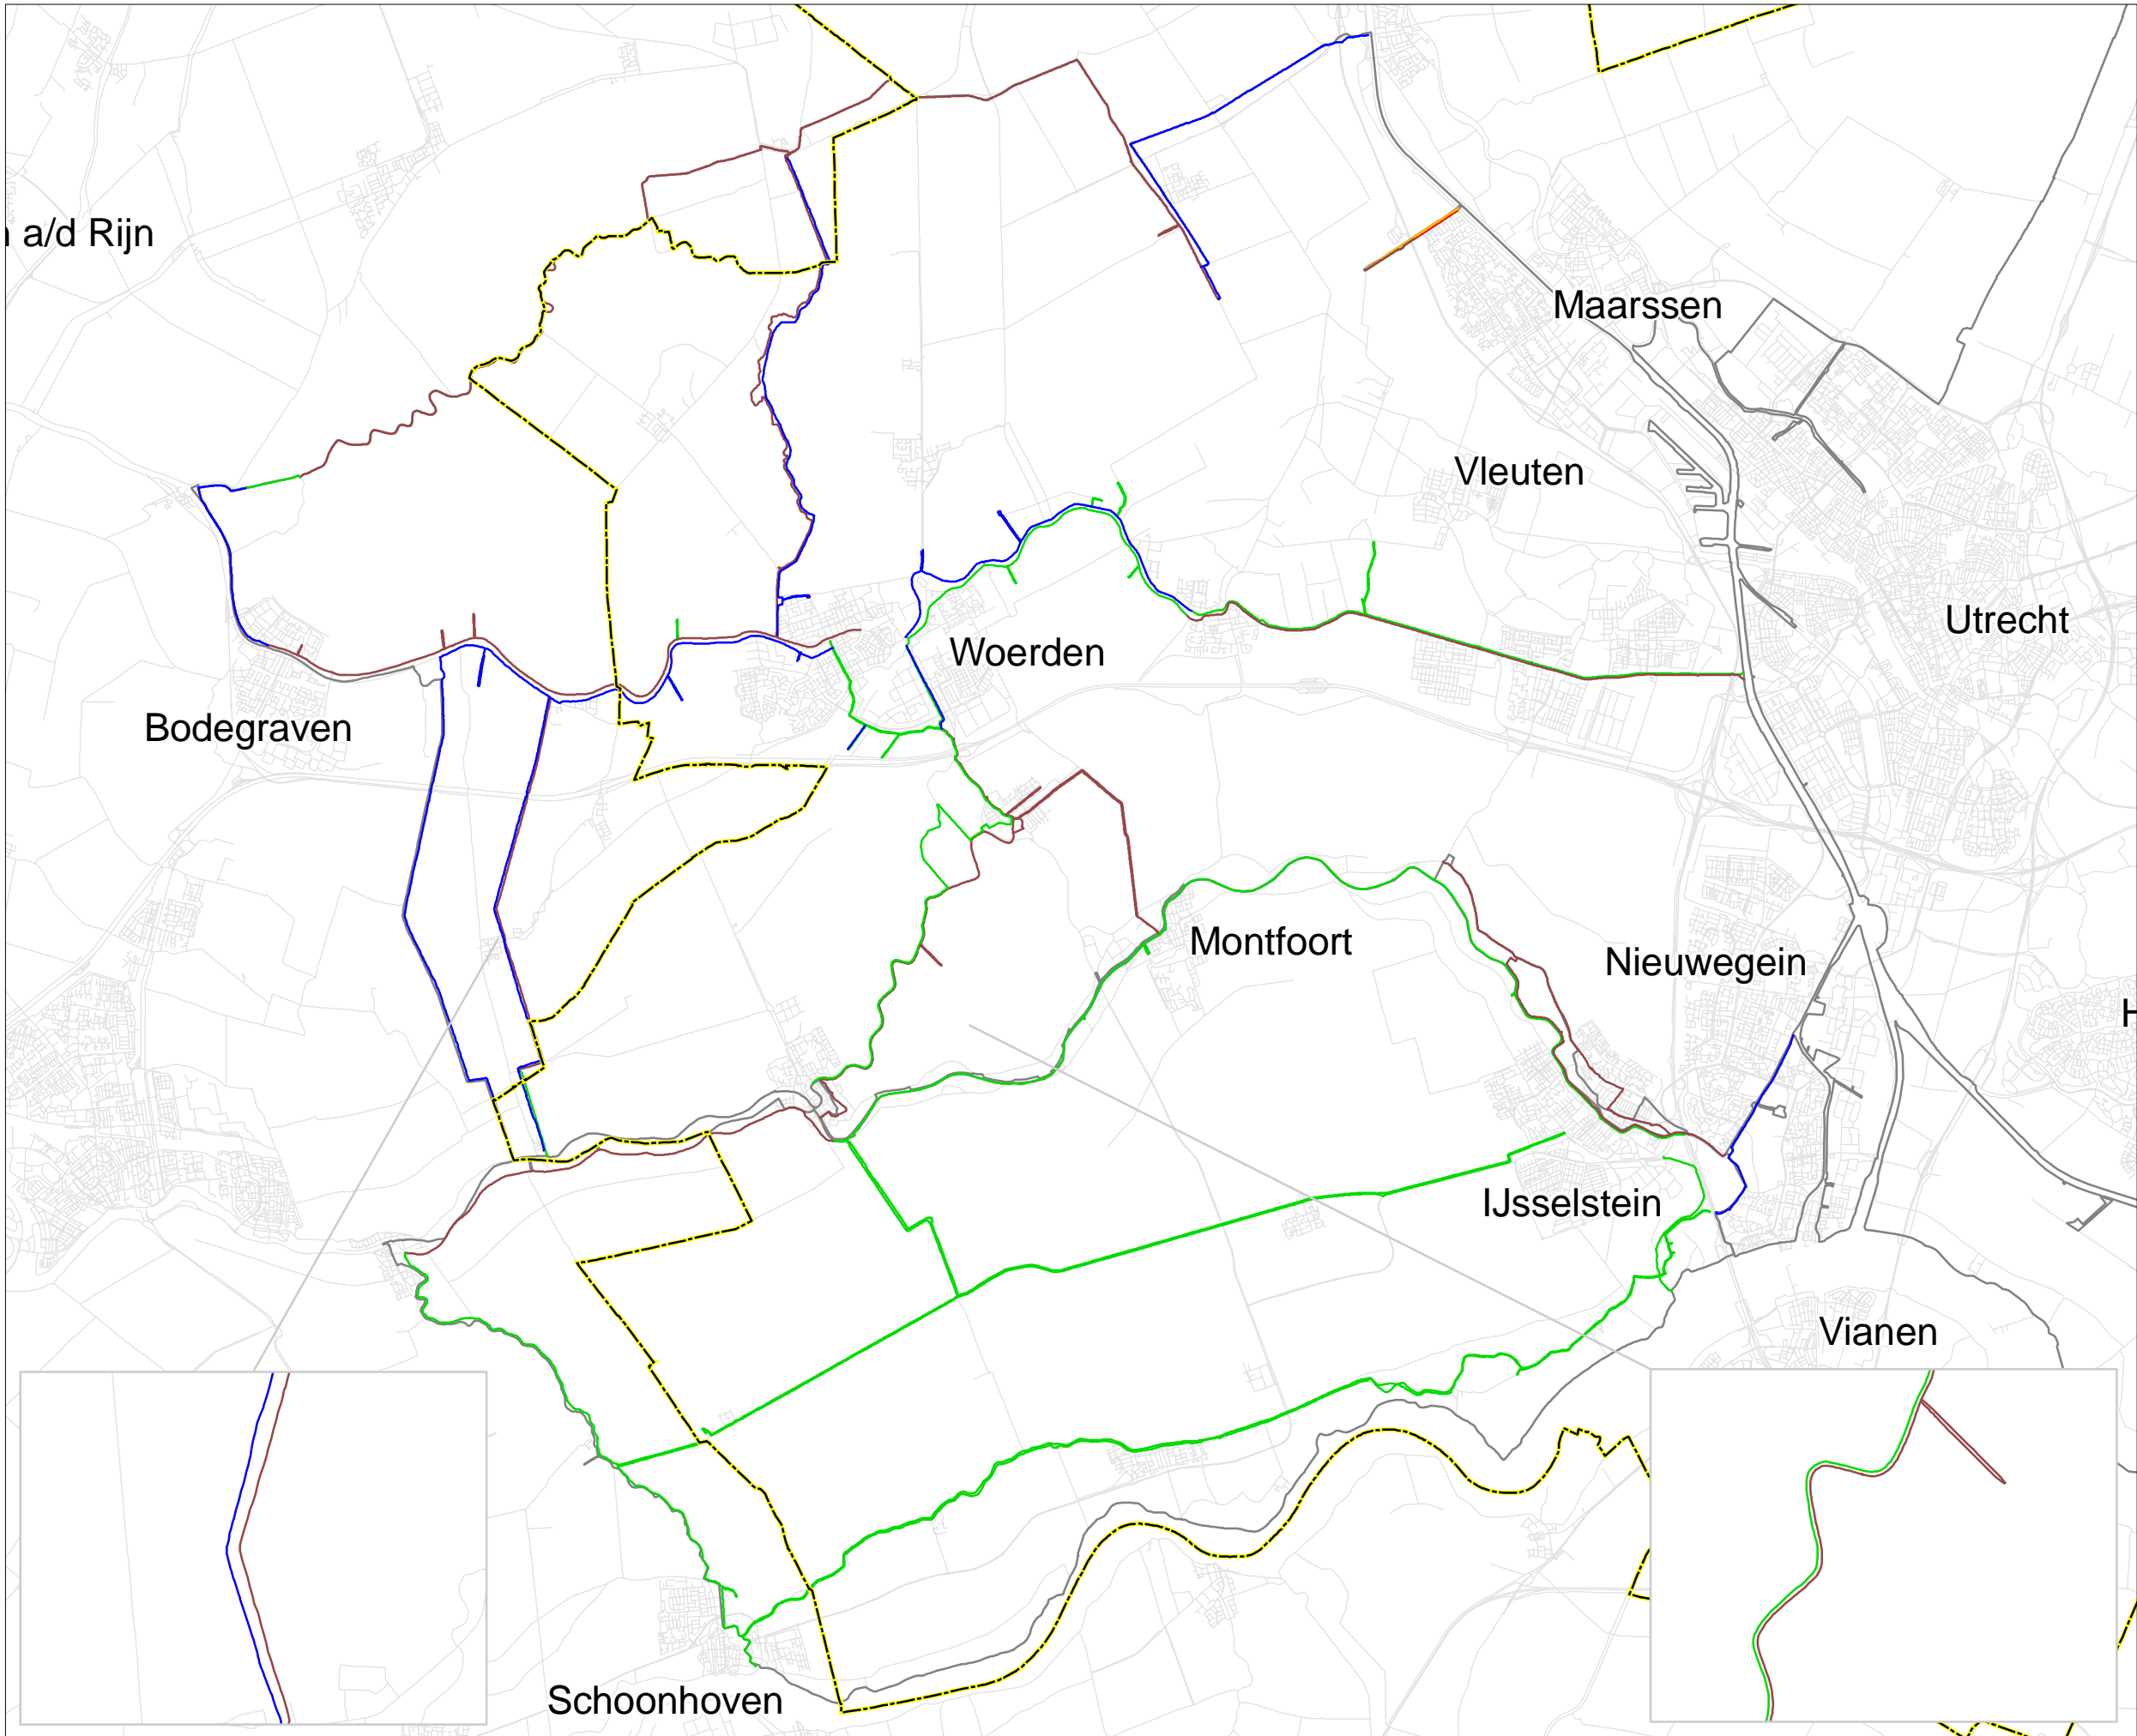 a/d Rijn
Maarssen
Vleuten
Utrecht
Woerden
Bodegraven
Montfoort
Nieuwegein
H
IJsselstein
Vianen
Schoonhoven